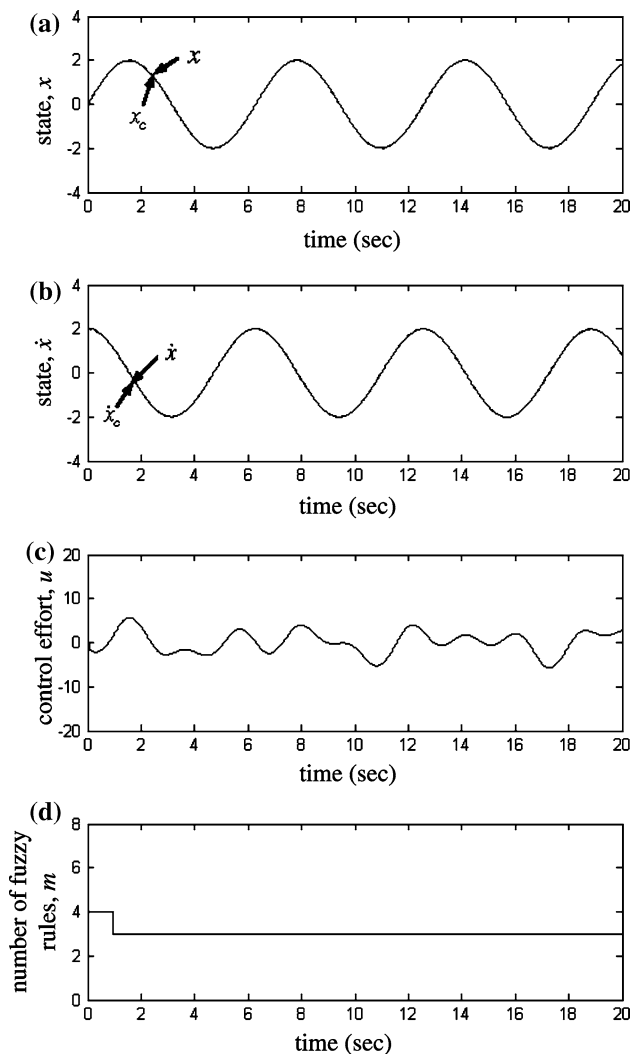 (a)
4
2
0
-2
-4
state, x
x
x_c
0 2 4 6 8 10 12 14 16 18 20
time (sec)
(b)
4
2
0
-2
-4
state, ẋ
ẋ
ẋ_c
0 2 4 6 8 10 12 14 16 18 20
time (sec)
(c)
20
10
0
-10
-20
control effort, u
0 2 4 6 8 10 12 14 16 18 20
time (sec)
(d)
8
6
4
2
0
number of fuzzy
rules, m
0 2 4 6 8 10 12 14 16 18 20
time (sec)